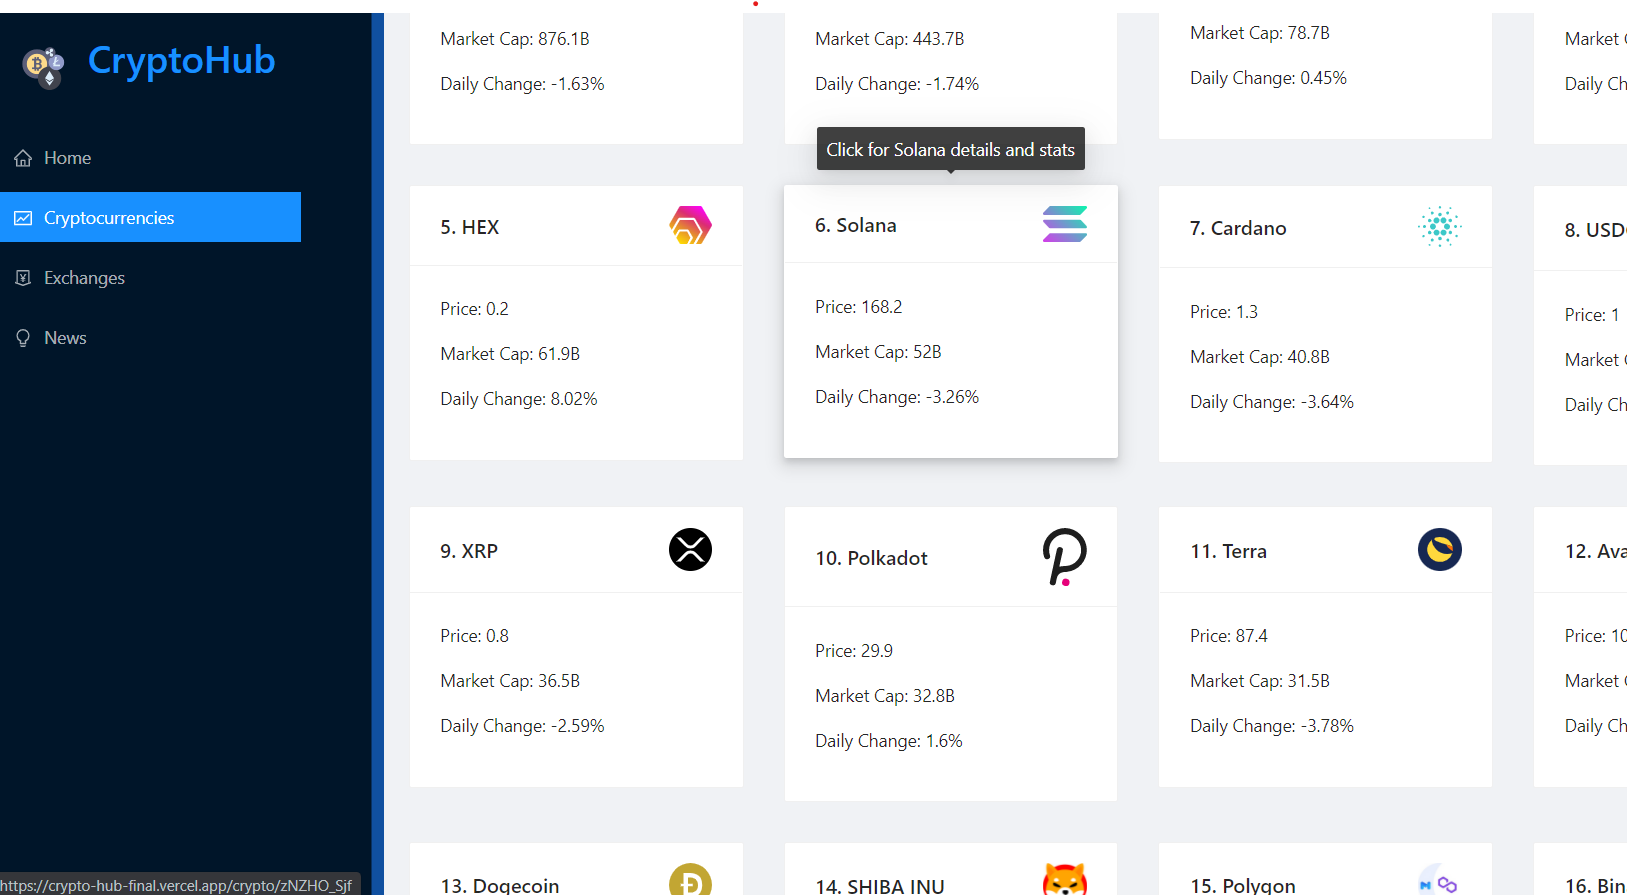 CryptoHub
Home
Cryptocurrencies
Exchanges
News
Market Cap: 876.1B
Daily Change: -1.63%
Market Cap: 443.7B
Daily Change: -1.74%
Market Cap: 78.7B
Daily Change: 0.45%
Market
Daily
Click for Solana details and stats
5. HEX
Price: 0.2
Market Cap: 61.9B
Daily Change: 8.02%
6. Solana
Price: 168.2
Market Cap: 52B
Daily Change: -3.26%
7. Cardano
Price: 1.3
Market Cap: 40.8B
Daily Change: -3.64%
8. USD
Price: 1
Market
Daily
9. XRP
Price: 0.8
Market Cap: 36.5B
Daily Change: -2.59%
10. Polkadot
Price: 29.9
Market Cap: 32.8B
Daily Change: 1.6%
11. Terra
Price: 87.4
Market Cap: 31.5B
Daily Change: -3.78%
12. Ava
Price: 10
Market
Daily
13. Dogecoin
14. SHIBA INU
15. Polygon
16. Bin
https://crypto-hub-final.vercel.app/crypto/zNZHO_Sjf